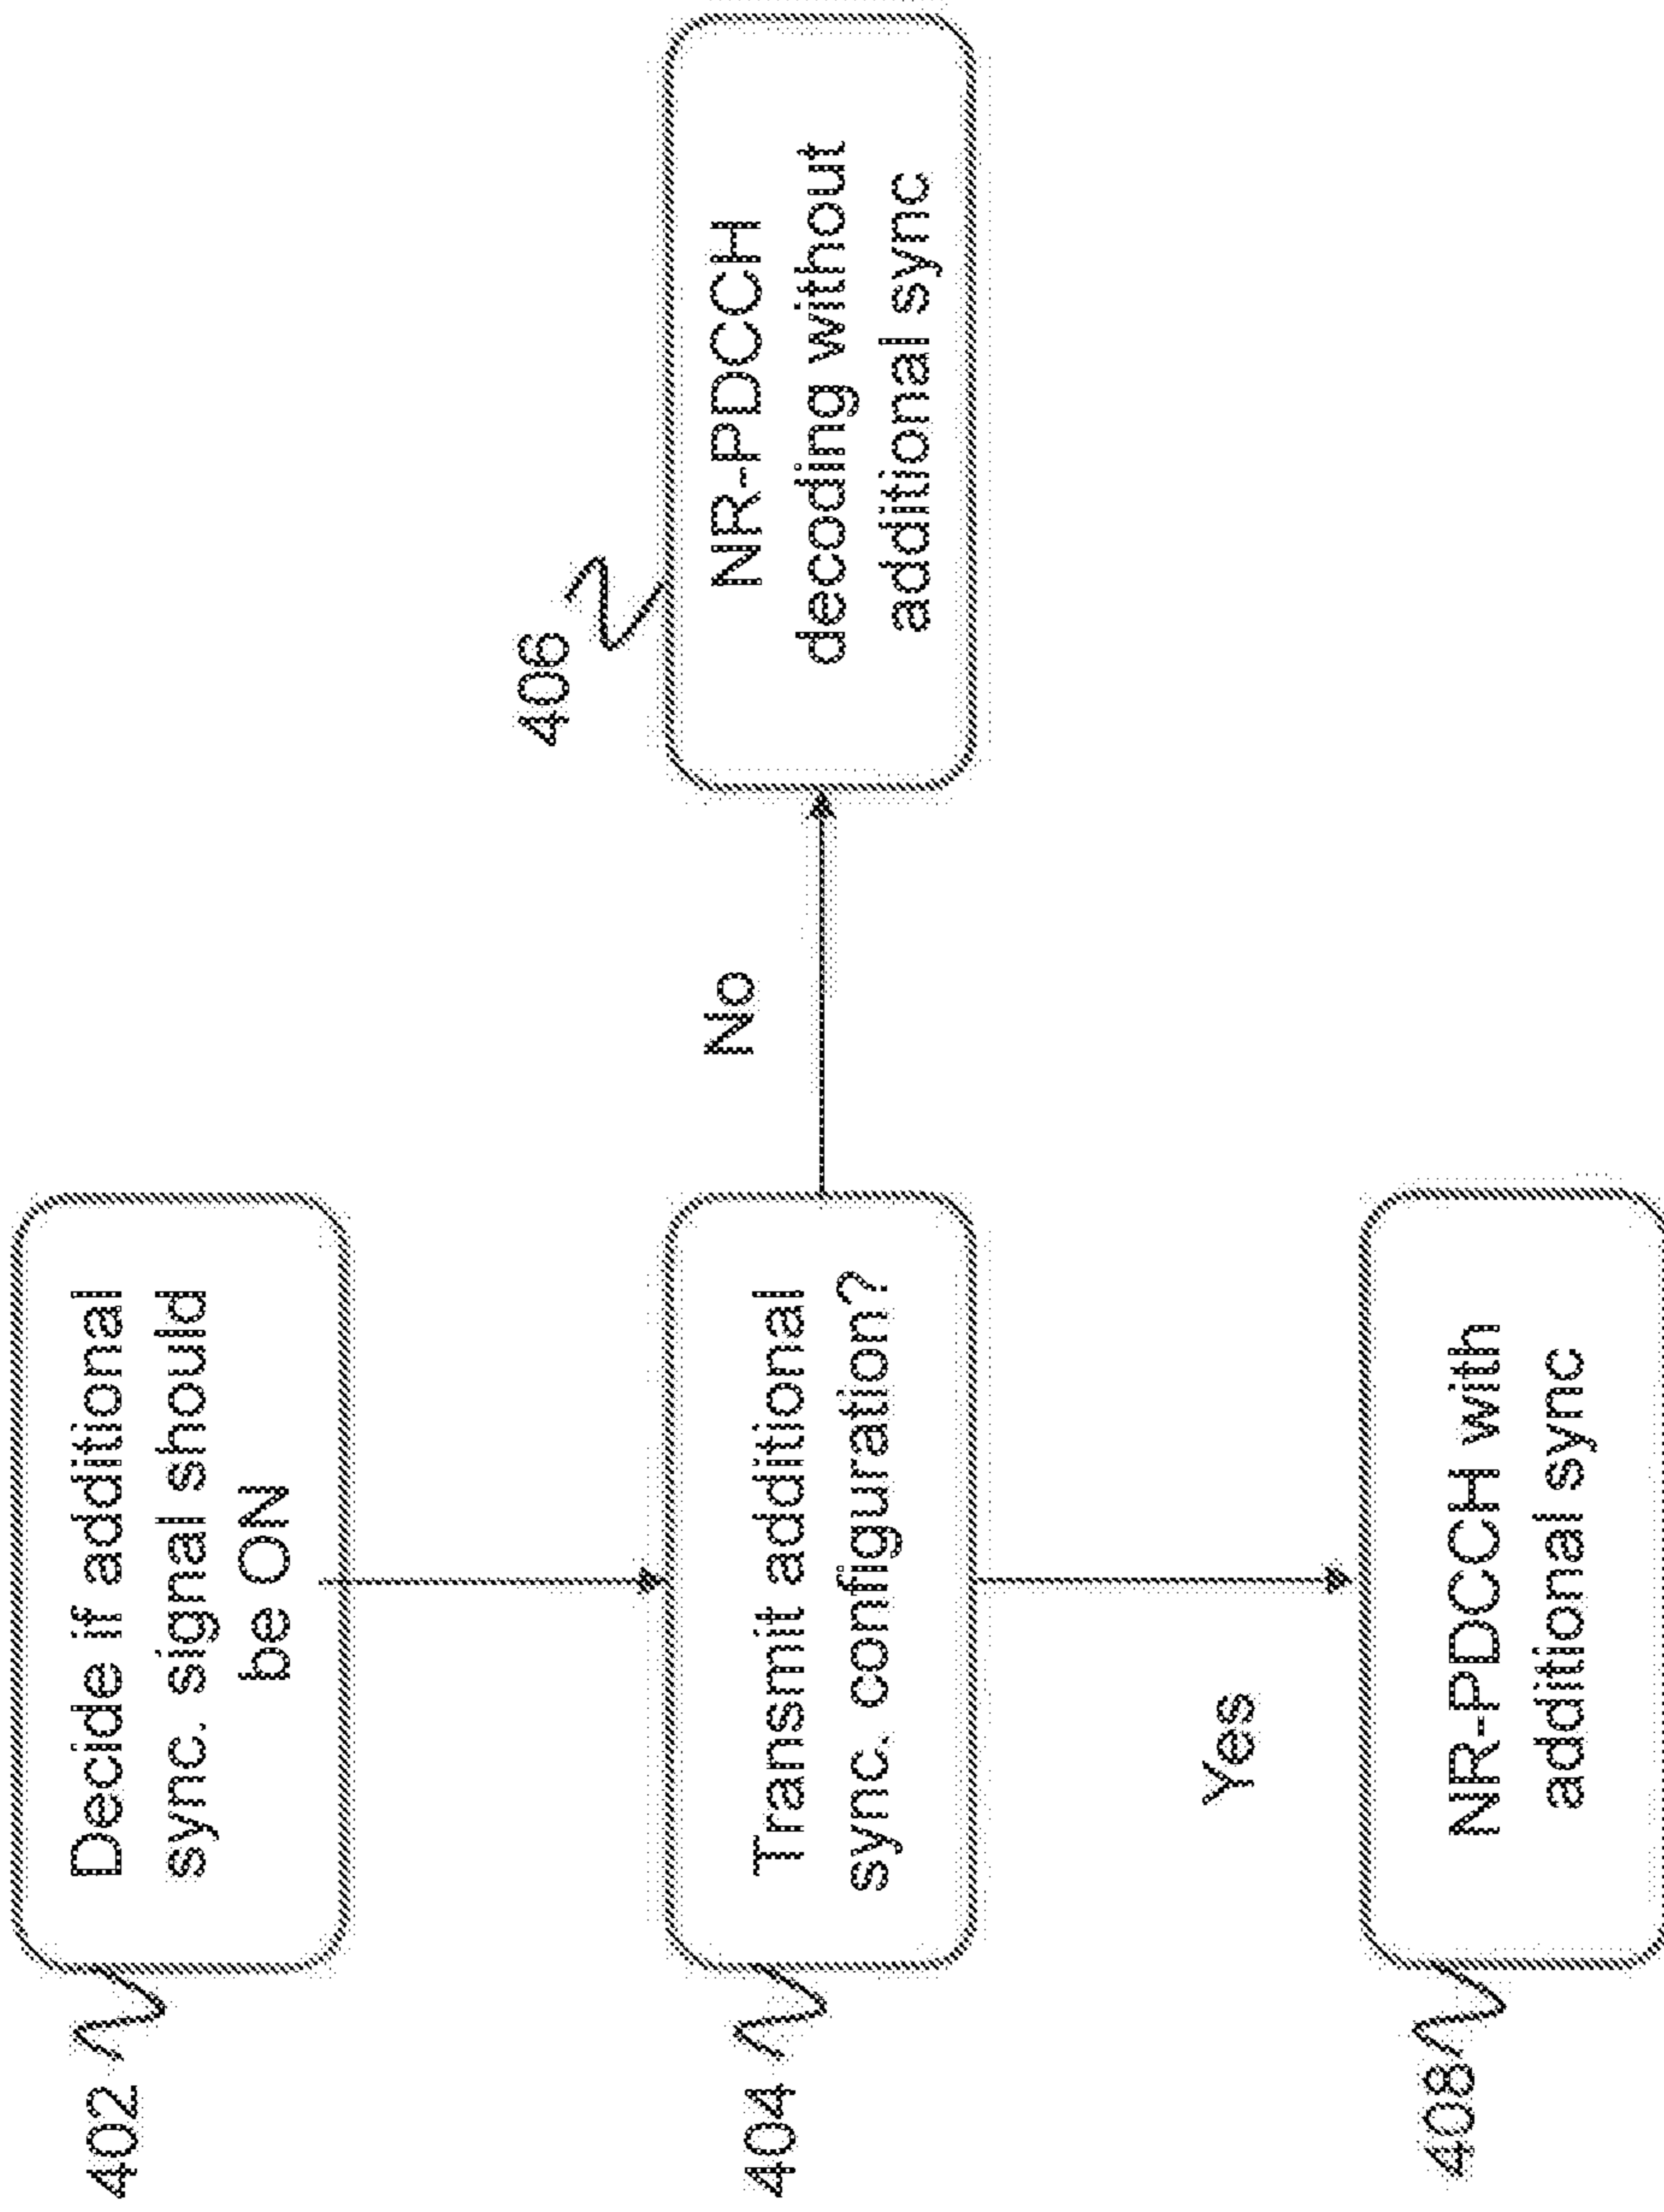 402
Decide if additional
sync. signal should
be ON
404
Transmit additional
sync. configuration?
No
406
NR-PDCCH
decoding without
additional sync
Yes
408
NR-PDCCH with
additional sync